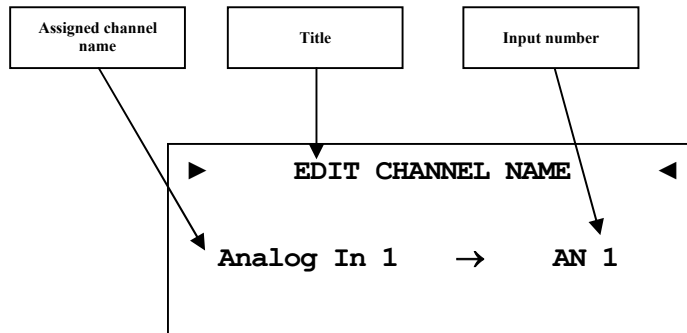 Assigned channel
name
Title
Input number
► EDIT CHANNEL NAME ◄
Analog In 1 → AN 1